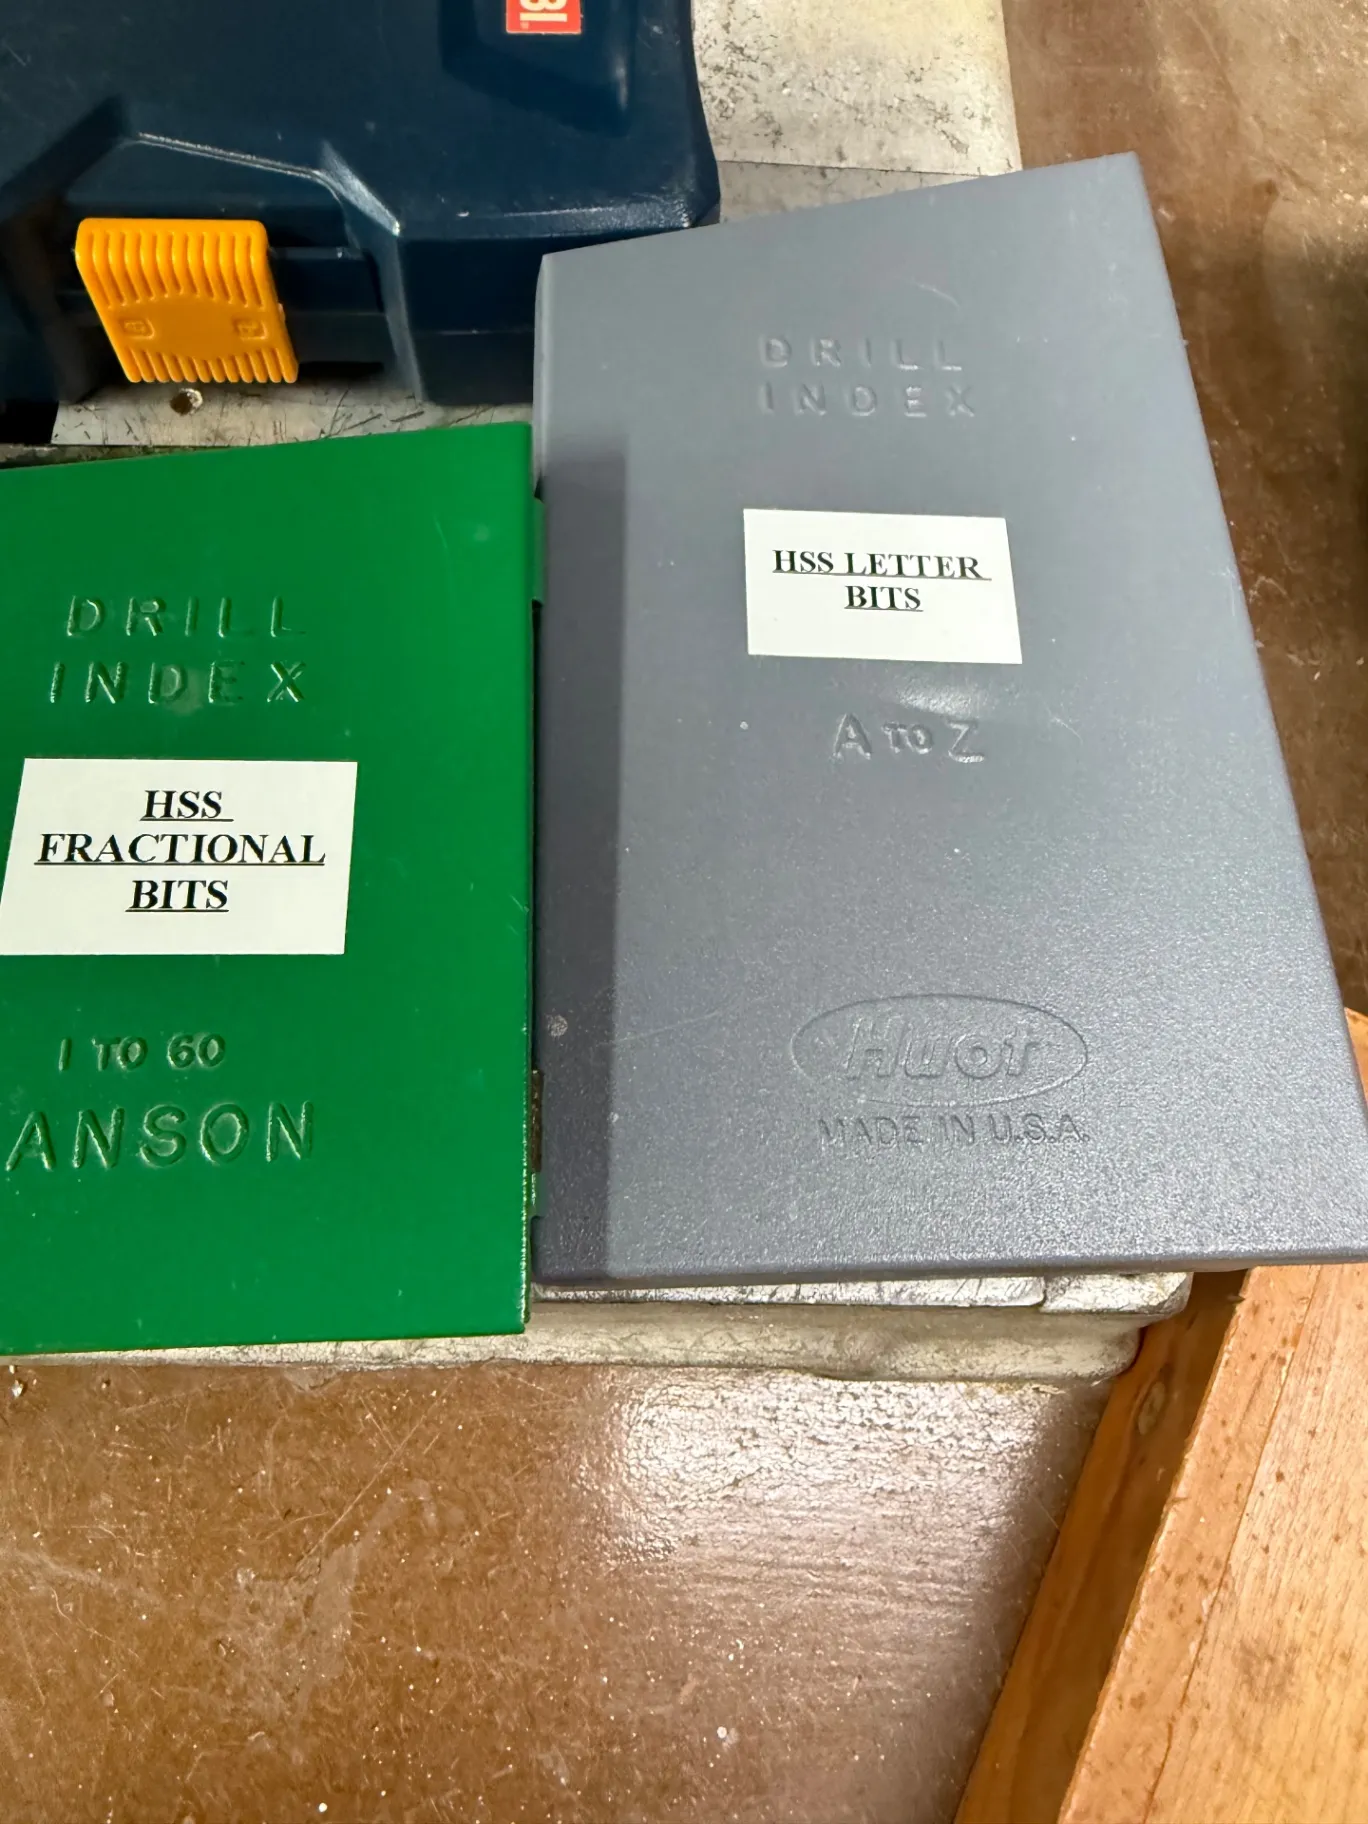 DRILL
INDEX
HSS
FRACTIONAL
BITS
1 TO 60
ANSON
DRILL
INDEX
HSS LETTER
BITS
A TO Z
Huot
MADE IN U.S.A.